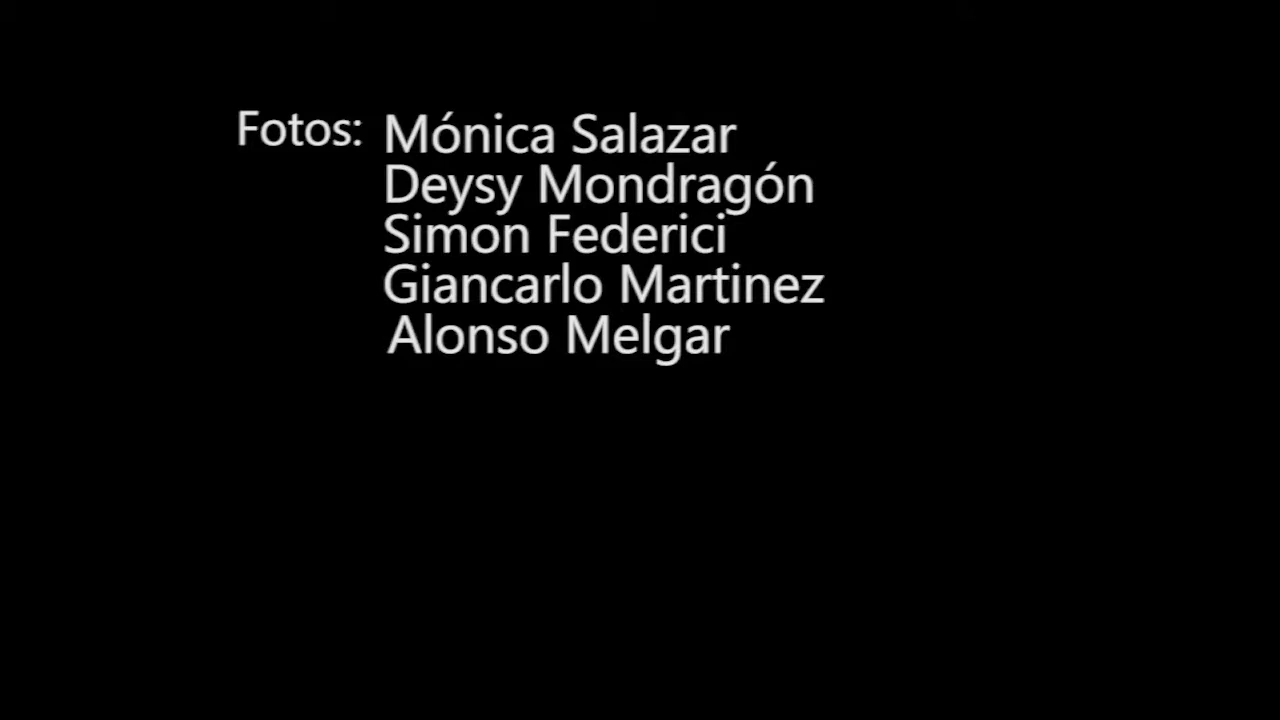 Fotos: Mónica Salazar
Deysy Mondragón
Simon Federici
Giancarlo Martinez
Alonso Melgar